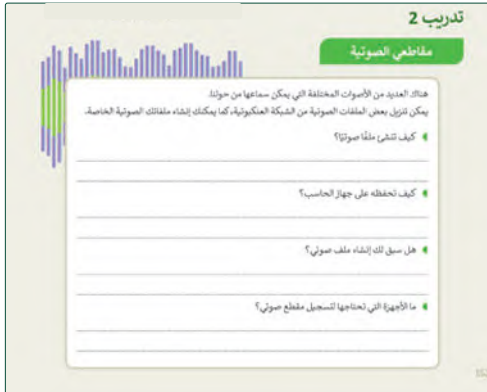 تدريب 2
مقاطعي الصوتية
هناك العديد من الأصوات المختلفة التي يمكن سماعها من حولنا.
يمكن تنزيل بعض الملفات الصوتية من الشبكة العنكبوتية، كما يمكنك إنشاء ملفاتك الصوتية الخاصة.
كيف تنشئ ملفًا صوتيًا؟
كيف تحفظه على جهاز الحاسب؟
هل سبق لك إنشاء ملف صوتي؟
ما الأجهزة التي تحتاجها لتسجيل مقطع صوتي؟